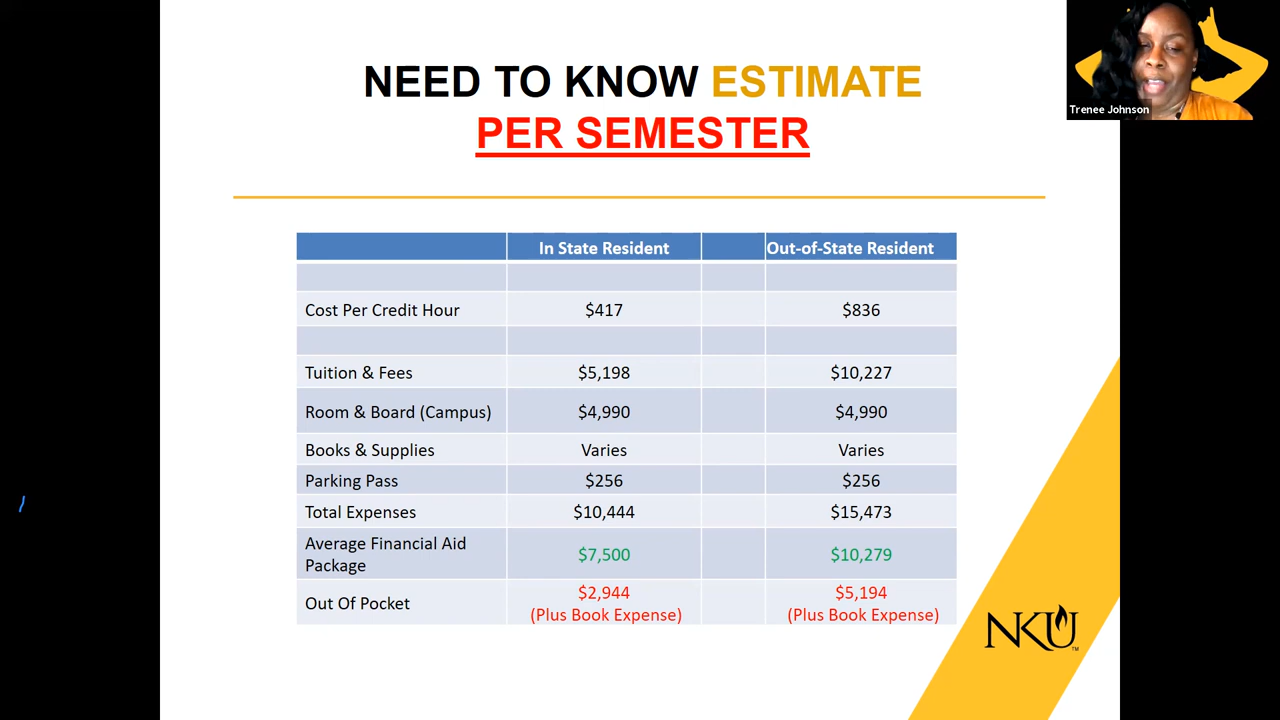 NEED TO KNOW ESTIMATE
PER SEMESTER
Trenee Johnson
In State Resident Out-of-State Resident
Cost Per Credit Hour $417 $836
Tuition & Fees $5,198 $10,227
Room & Board (Campus) $4,990 $4,990
Books & Supplies Varies Varies
Parking Pass $256 $256
Total Expenses $10,444 $15,473
Average Financial Aid
Package $7,500 $10,279
Out Of Pocket $2,944 $5,194
(Plus Book Expense) (Plus Book Expense)
NKU
TM